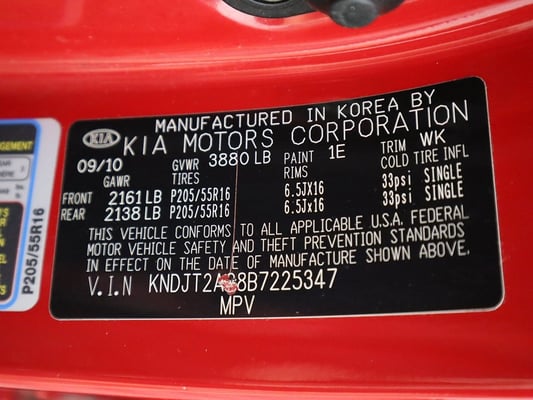 MANUFACTURED IN KOREA BY
KIA KIA MOTORS CORPORATION
09/10 GVWR 3880 LB PAINT 1E TRIM WK
GAWR TIRES RIMS COLD TIRE INFL
FRONT 2161 LB P205/55R16 6.5JX16 33psi SINGLE
REAR 2138 LB P205/55R16 6.5JX16 33psi SINGLE
THIS VEHICLE CONFORMS TO ALL APPLICABLE U.S.A. FEDERAL
MOTOR VEHICLE SAFETY AND THEFT PREVENTION STANDARDS
IN EFFECT ON THE DATE OF MANUFACTURE SHOWN ABOVE.
V.I.N
MPV
P205/55R16